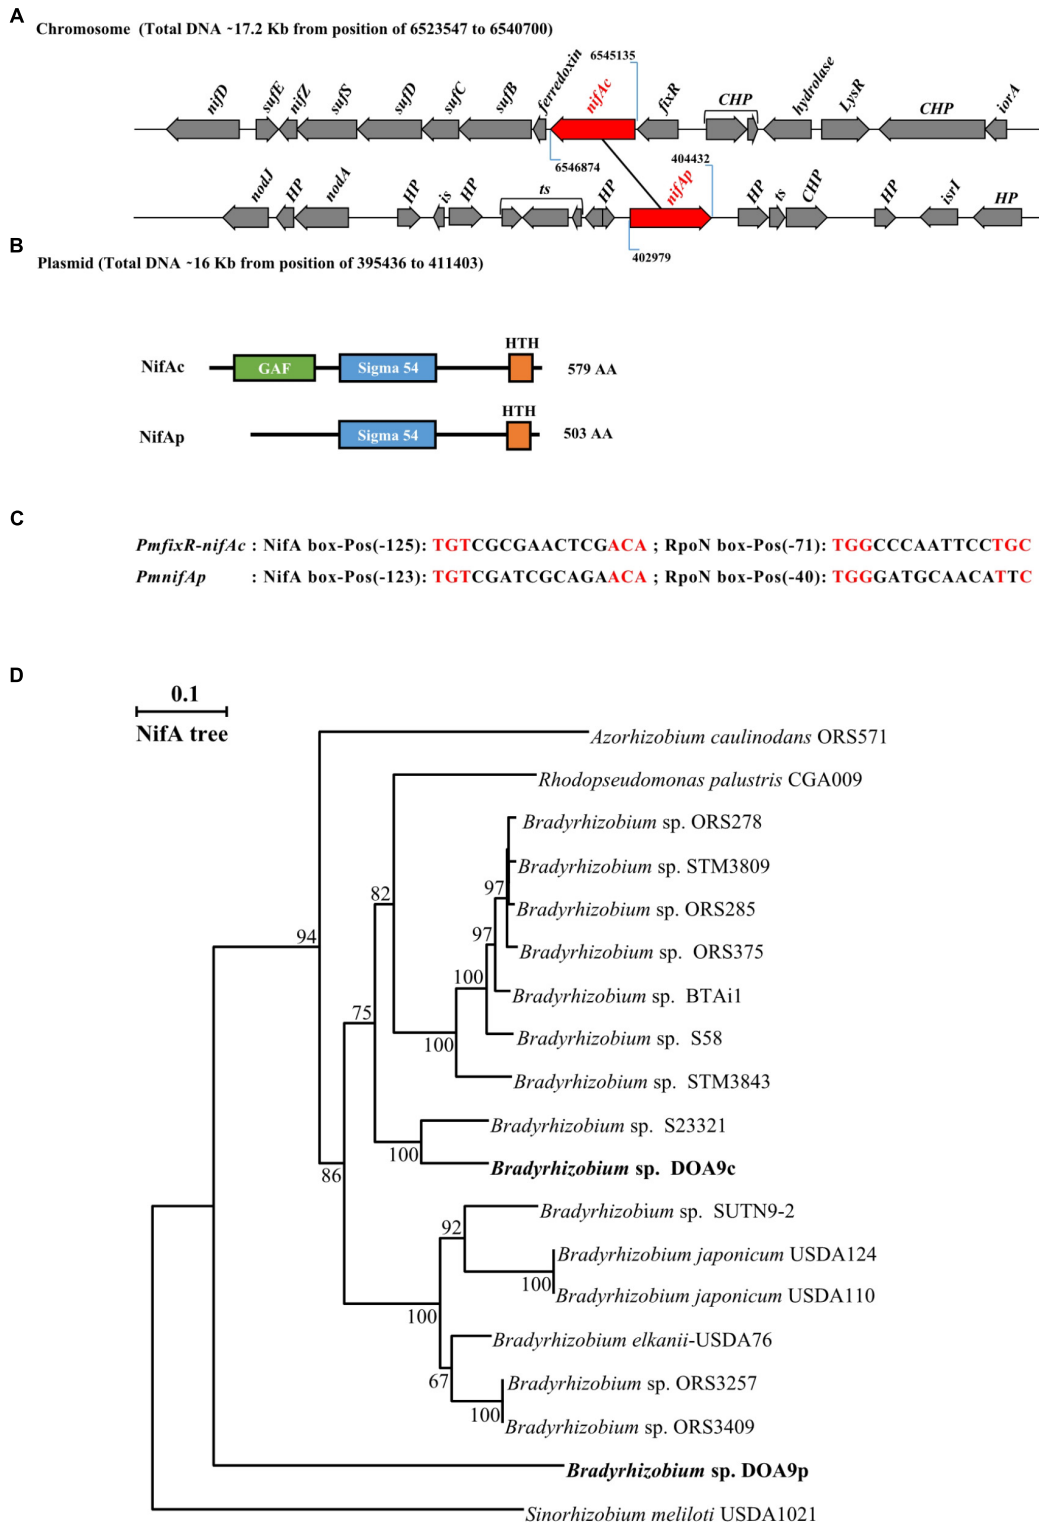 A
Chromosome (Total DNA ~17.2 Kb from position of 6523547 to 6540700)
nifD sufE nifZ sufS sufD sufC sufB ferredoxin nifAc 6545135 fixR CHP hydrolase LysR CHP iorA
6546874 404432
nodJ HP nodA HP is HP ts HP nifAp HP ts CHP HP isrI HP
402979
B
Plasmid (Total DNA ~16 Kb from position of 395436 to 411403)
NifAc GAF Sigma 54 HTH 579 AA
NifAp Sigma 54 HTH 503 AA
C
PmfixR-nifAc : NifA box-Pos(-125): TGTCGCGAACTCGACA ; RpoN box-Pos(-71): TGGCCCAATTCCTGC
PmnifAp : NifA box-Pos(-123): TGTCGATCGCAGAACA ; RpoN box-Pos(-40): TGGGATGCAACATTC
D
0.1
NifA tree
Azorhizobium caulinodans ORS571
Rhodopseudomonas palustris CGA009
Bradyrhizobium sp. ORS278
Bradyrhizobium sp. STM3809
82
97
Bradyrhizobium sp. ORS285
94
97
Bradyrhizobium sp. ORS375
100
Bradyrhizobium sp. BTAi1
75
100
Bradyrhizobium sp. S58
Bradyrhizobium sp. STM3843
Bradyrhizobium sp. S23321
100
Bradyrhizobium sp. DOA9c
86
Bradyrhizobium sp. SUTN9-2
92
Bradyrhizobium japonicum USDA124
100
Bradyrhizobium japonicum USDA110
100
Bradyrhizobium elkanii-USDA76
67
Bradyrhizobium sp. ORS3257
100
Bradyrhizobium sp. ORS3409
Bradyrhizobium sp. DOA9p
Sinorhizobium meliloti USDA1021